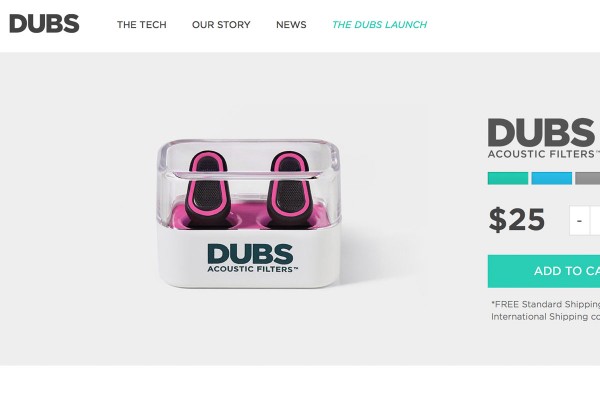 DUBS
THE TECH
OUR STORY
NEWS
THE DUBS LAUNCH
DUBS
ACOUSTIC FILTERS™
DUBS
ACOUSTIC FILTERS™
$25
-
ADD TO CA
*FREE Standard Shipping
International Shipping co